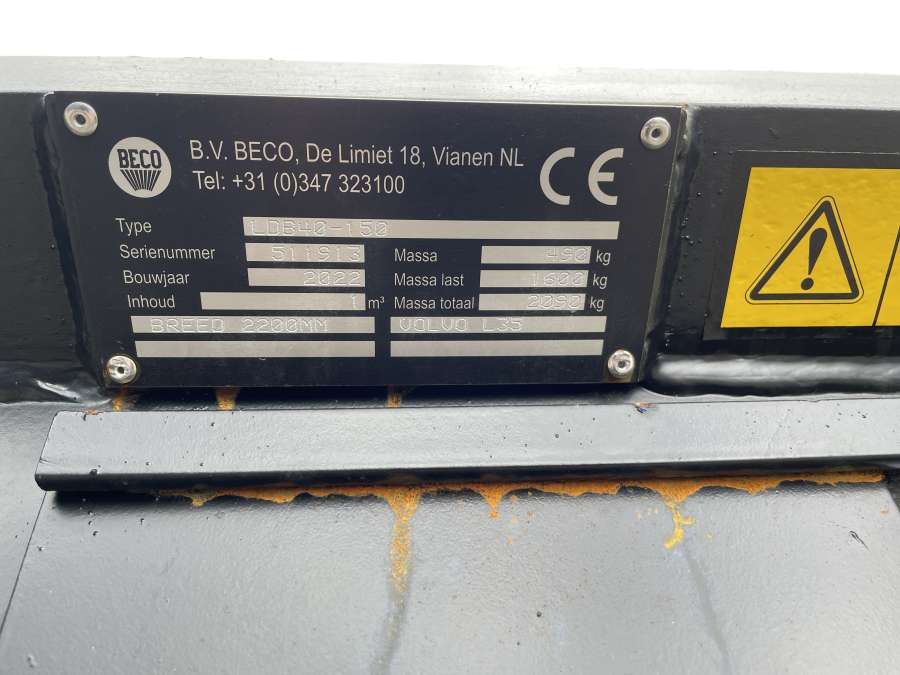 BECO
B.V. BECO, De Limiet 18, Vianen NL
Tel: +31 (0)347 323100
CE
Type LDB40-150
Serienummer 511913 Massa 490 kg
Bouwjaar 2022 Massa last 1600 kg
Inhoud 1 m³ Massa totaal 2090 kg
BREED 2200MM VOLVO L35